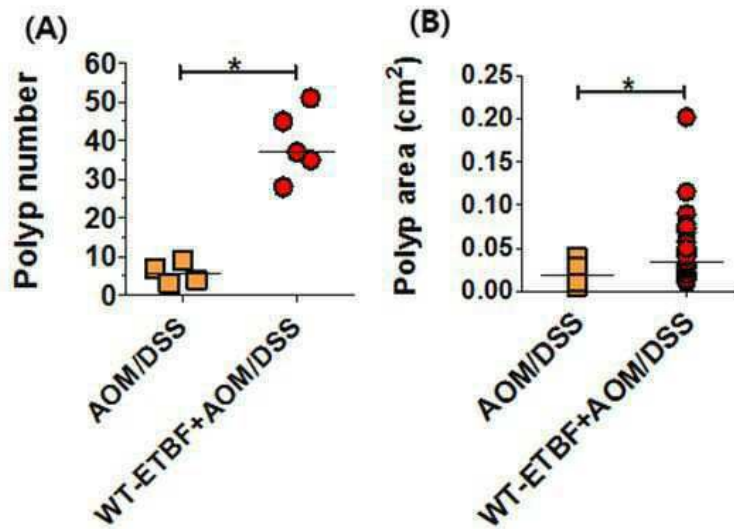 (A)
Polyp number
60
50
40
30
20
10
0
*
AOM/DSS
WT-ETBF+AOM/DSS
(B)
Polyp area (cm²)
0.25
0.20
0.15
0.10
0.05
0.00
*
AOM/DSS
WT-ETBF+AOM/DSS